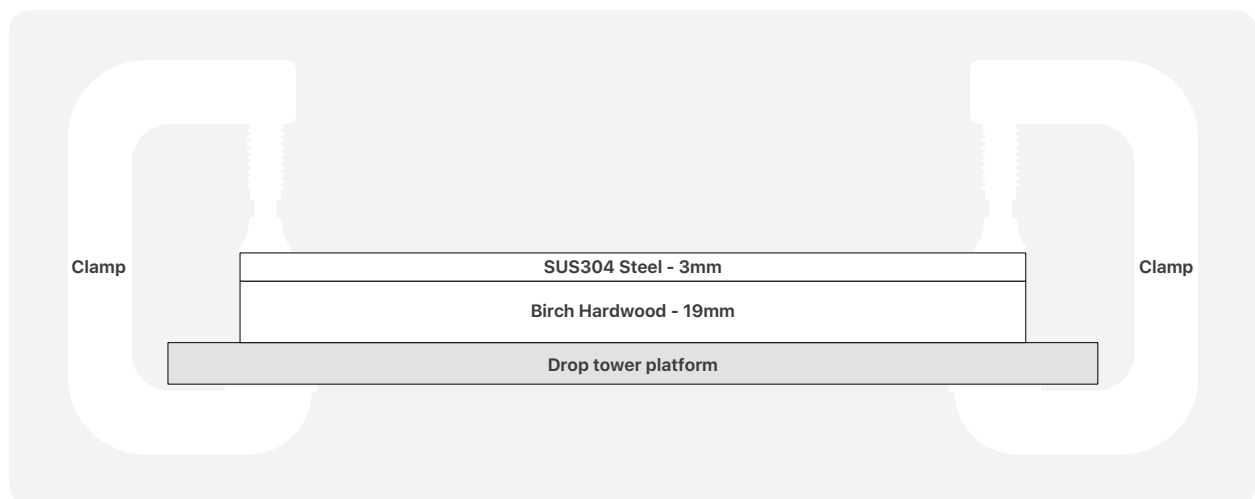 Clamp
SUS304 Steel - 3mm
Clamp
Birch Hardwood - 19mm
Drop tower platform